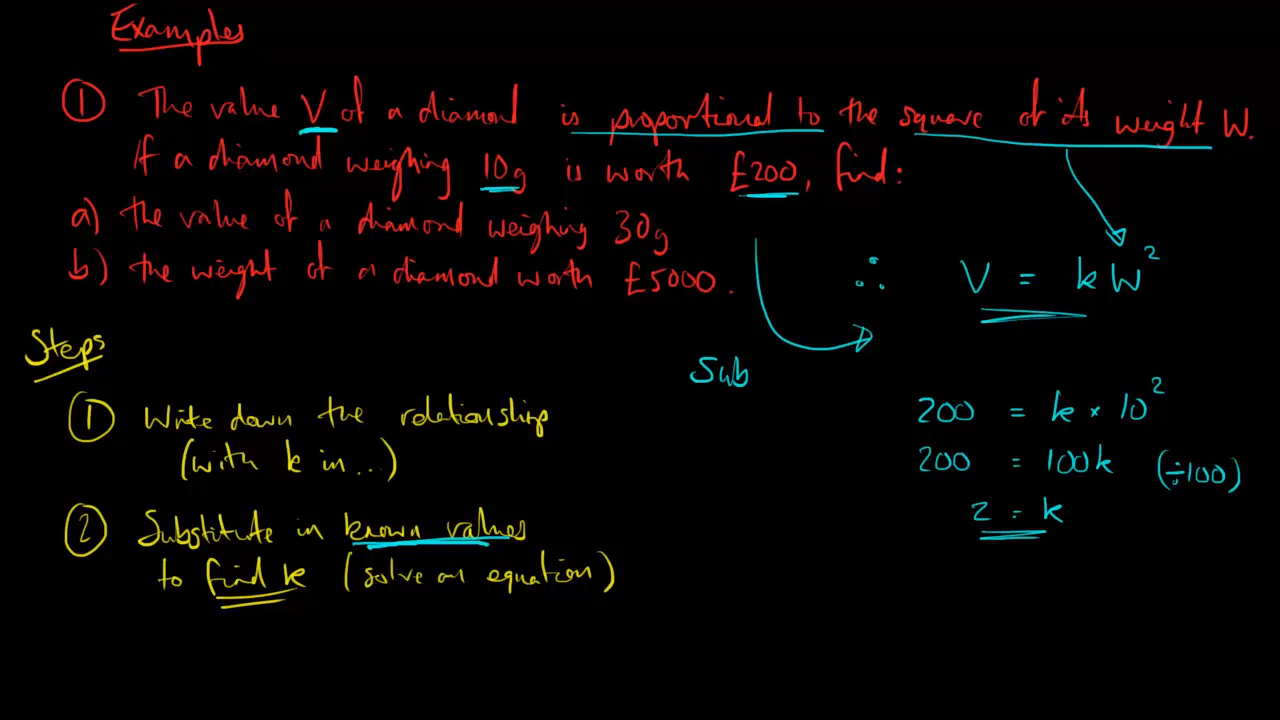 Examples
① The value V of a diamond is proportional to the square of its weight W.
If a diamond weighing 10g is worth £200, find:
a) the value of a diamond weighing 30g
b) the weight of a diamond worth £5000.
∴ V = kW²
Steps
Sub
① Write down the relationship
(with k in...)
200 = k × 10²
200 = 100k (÷100)
2 = k
② Substitute in known values
to find k (solve an equation)